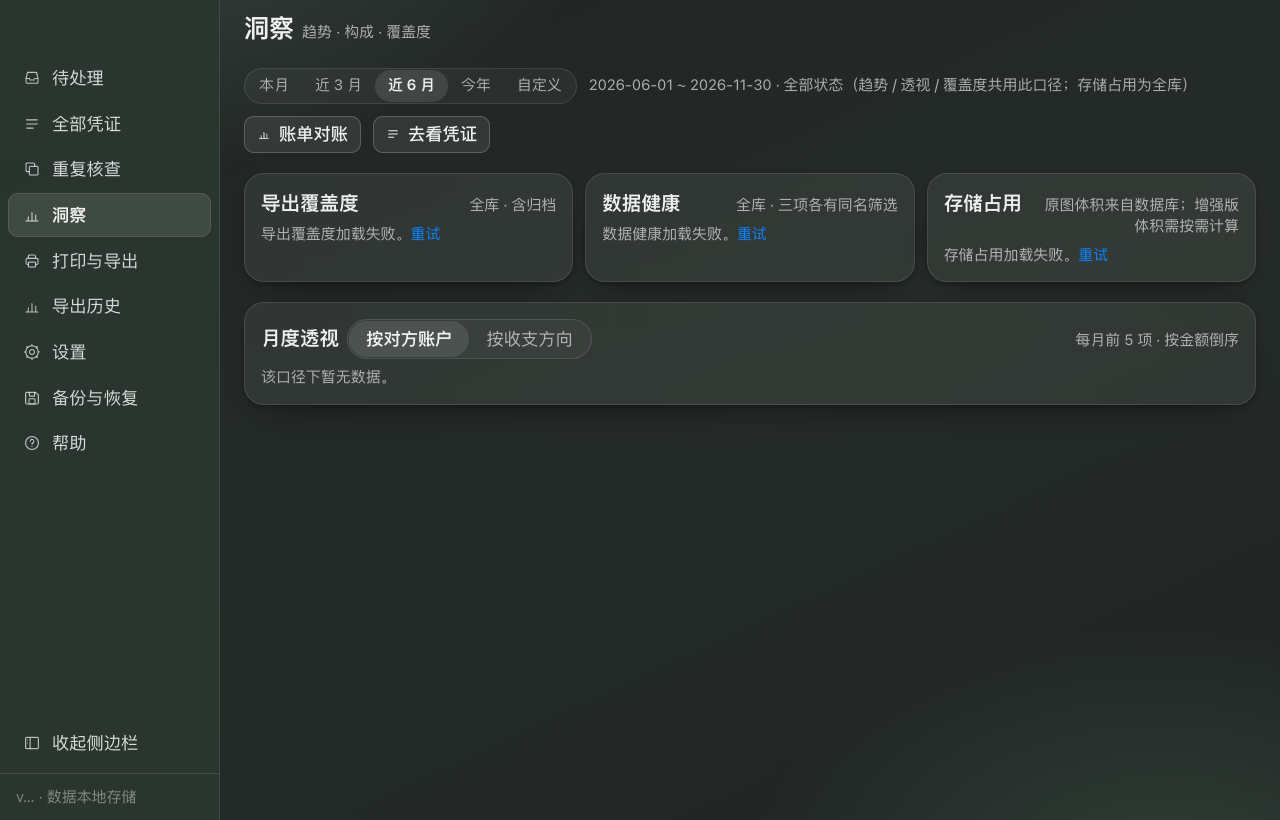 洞察 趋势 · 构成 · 覆盖度
待处理
全部凭证
重复核查
洞察
打印与导出
导出历史
设置
备份与恢复
帮助
收起侧边栏
v... · 数据本地存储
本月 近 3 月 近 6 月 今年 自定义 2026-06-01 ~ 2026-11-30 · 全部状态（趋势 / 透视 / 覆盖度共用此口径；存储占用为全库）
账单对账 去看凭证
导出覆盖度 全库 · 含归档
导出覆盖度加载失败。重试
数据健康 全库 · 三项各有同名筛选
数据健康加载失败。重试
存储占用 原图体积来自数据库；增强版
体积需按需计算
存储占用加载失败。重试
月度透视 按对方账户 按收支方向 每月前 5 项 · 按金额倒序
该口径下暂无数据。